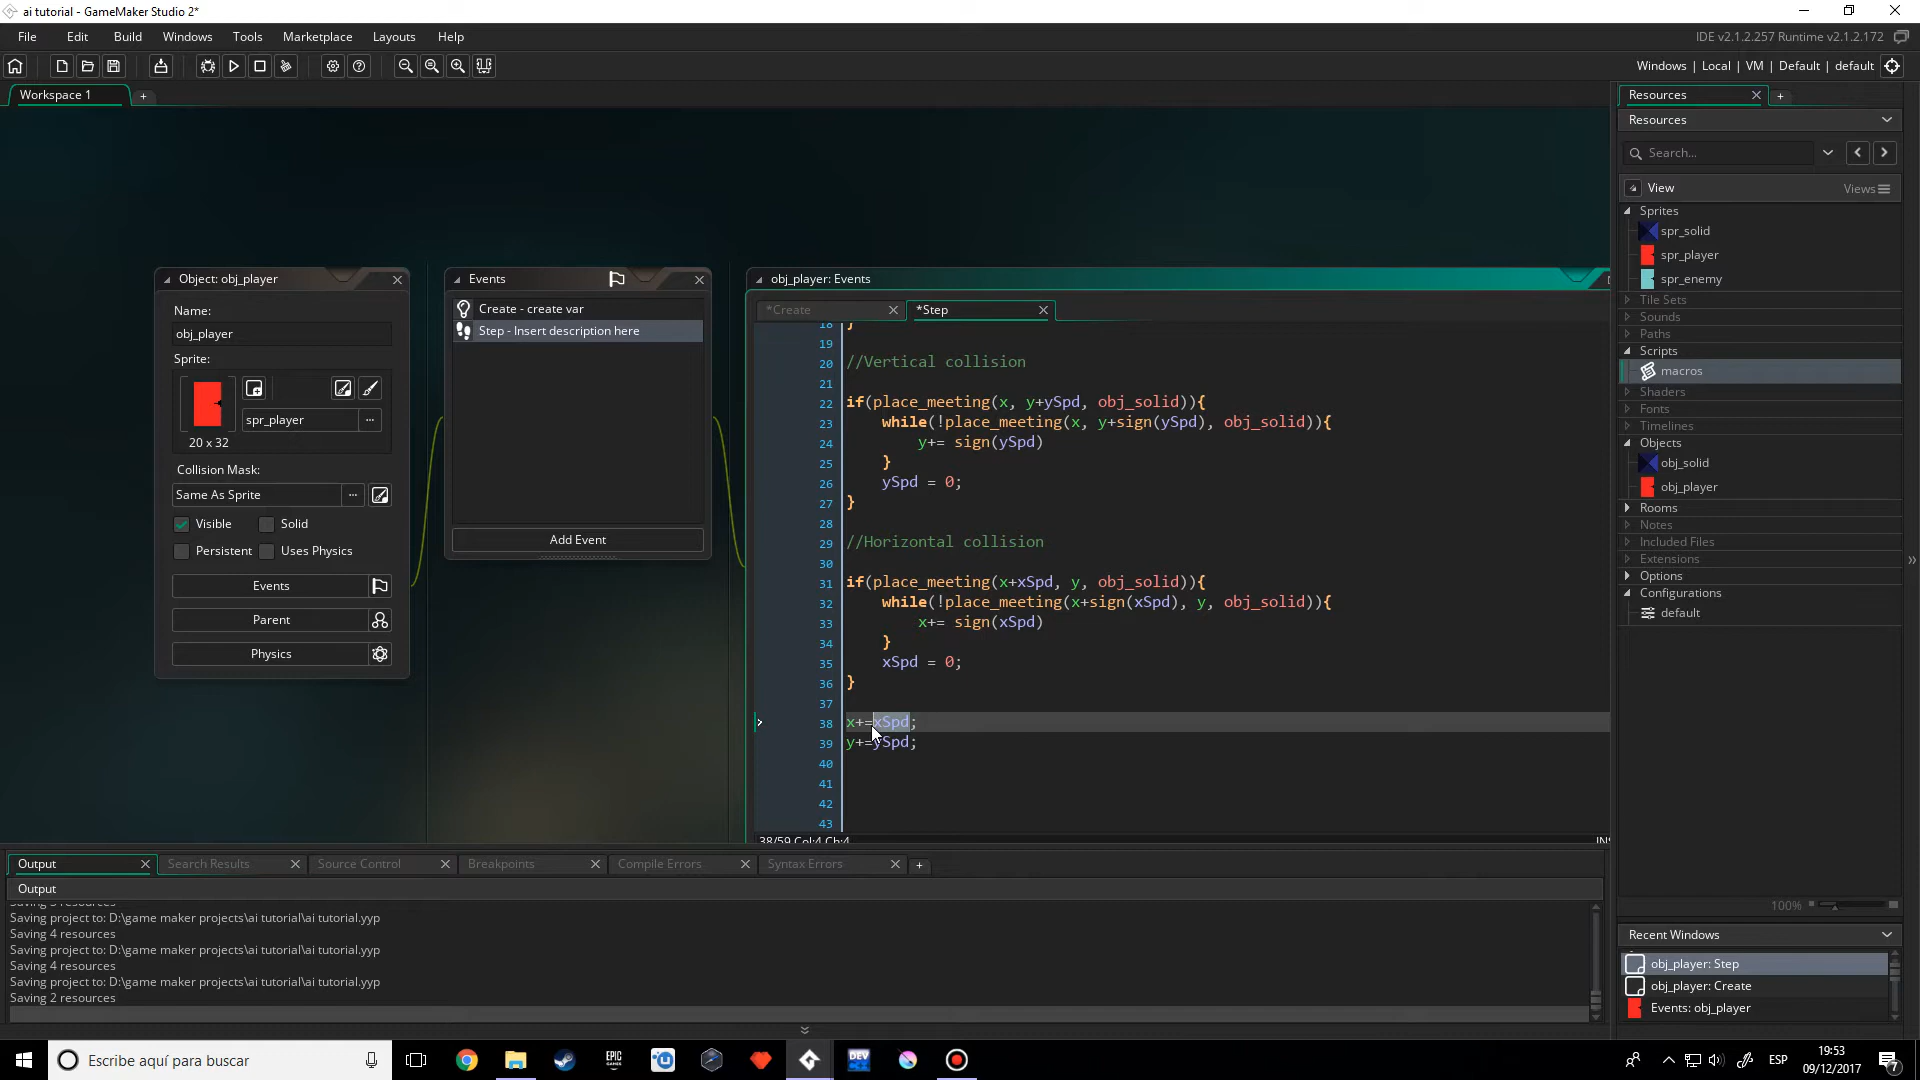 ai tutorial - GameMaker Studio 2*
File Edit Build Windows Tools Marketplace Layouts Help
IDE v2.1.2.257 Runtime v2.1.2.172
Windows | Local | VM | Default | default
Workspace 1
Resources
Resources
Search...
View Views
Sprites
spr_solid
spr_player
spr_enemy
Tile Sets
Sounds
Paths
Scripts
macros
Shaders
Fonts
Timelines
Objects
obj_solid
obj_player
Rooms
Notes
Included Files
Extensions
Options
Configurations
default
100%
Recent Windows
obj_player: Step
obj_player: Create
Events: obj_player
Object: obj_player
Name:
obj_player
Sprite:
spr_player
20 x 32
Collision Mask:
Same As Sprite
Visible Solid
Persistent Uses Physics
Events
Parent
Physics
Events
Create - create var
Step - Insert description here
Add Event
obj_player: Events
*Create *Step
18 }
19
20 //Vertical collision
21
22 if(place_meeting(x, y+ySpd, obj_solid)){
23 while(!place_meeting(x, y+sign(ySpd), obj_solid)){
24 y+= sign(ySpd)
25 }
26 ySpd = 0;
27 }
28
29 //Horizontal collision
30
31 if(place_meeting(x+xSpd, y, obj_solid)){
32 while(!place_meeting(x+sign(xSpd), y, obj_solid)){
33 x+= sign(xSpd)
34 }
35 xSpd = 0;
36 }
37
38 x+=xSpd;
39 y+=ySpd;
40
41
42
43
38/59 Col:4 Ch:4
Output Search Results Source Control Breakpoints Compile Errors Syntax Errors
Output
Saving project to: D:\game maker projects\ai tutorial\ai tutorial.yyp
Saving 4 resources
Saving project to: D:\game maker projects\ai tutorial\ai tutorial.yyp
Saving 4 resources
Saving project to: D:\game maker projects\ai tutorial\ai tutorial.yyp
Saving 2 resources
Escribe aquí para buscar
EPIC GAMES
DEV
ESP
19:53
09/12/2017
7